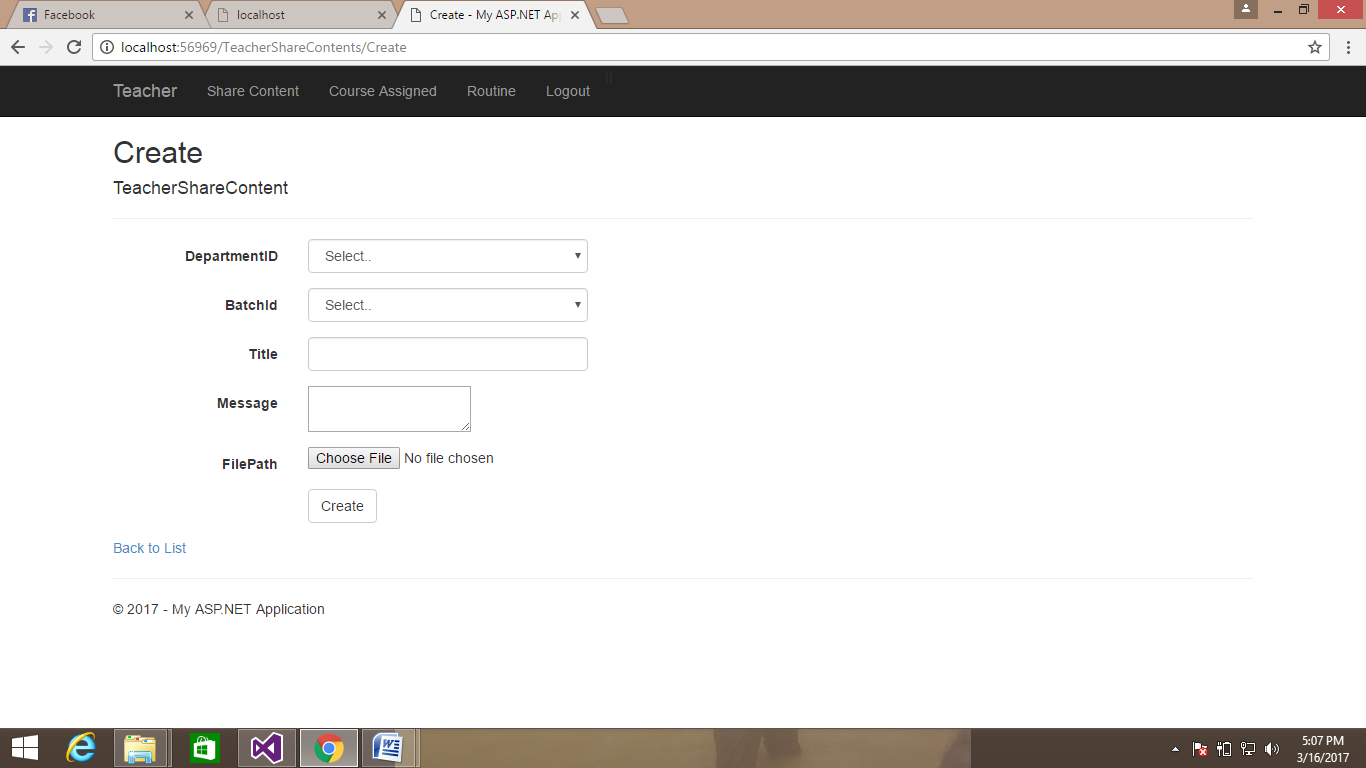 Facebook
localhost
Create - My ASP.NET Ap
localhost:56969/TeacherShareContents/Create
Teacher Share Content Course Assigned Routine Logout
Create
TeacherShareContent
DepartmentID Select..
BatchId Select..
Title
Message
FilePath Choose File No file chosen
Create
Back to List
© 2017 - My ASP.NET Application
5:07 PM
3/16/2017